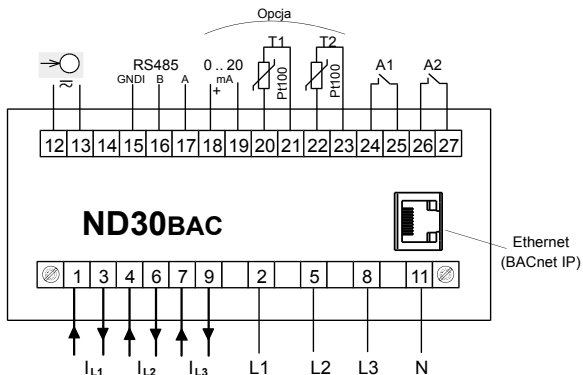 Opcja
RS485 0 .. 20 T1 T2 A1 A2
GNDI B A mA Pt100 Pt100
+
12 13 14 15 16 17 18 19 20 21 22 23 24 25 26 27
ND30BAC
Ethernet
(BACnet IP)
1 3 4 6 7 9 2 5 8 11
IL1 IL2 IL3 L1 L2 L3 N